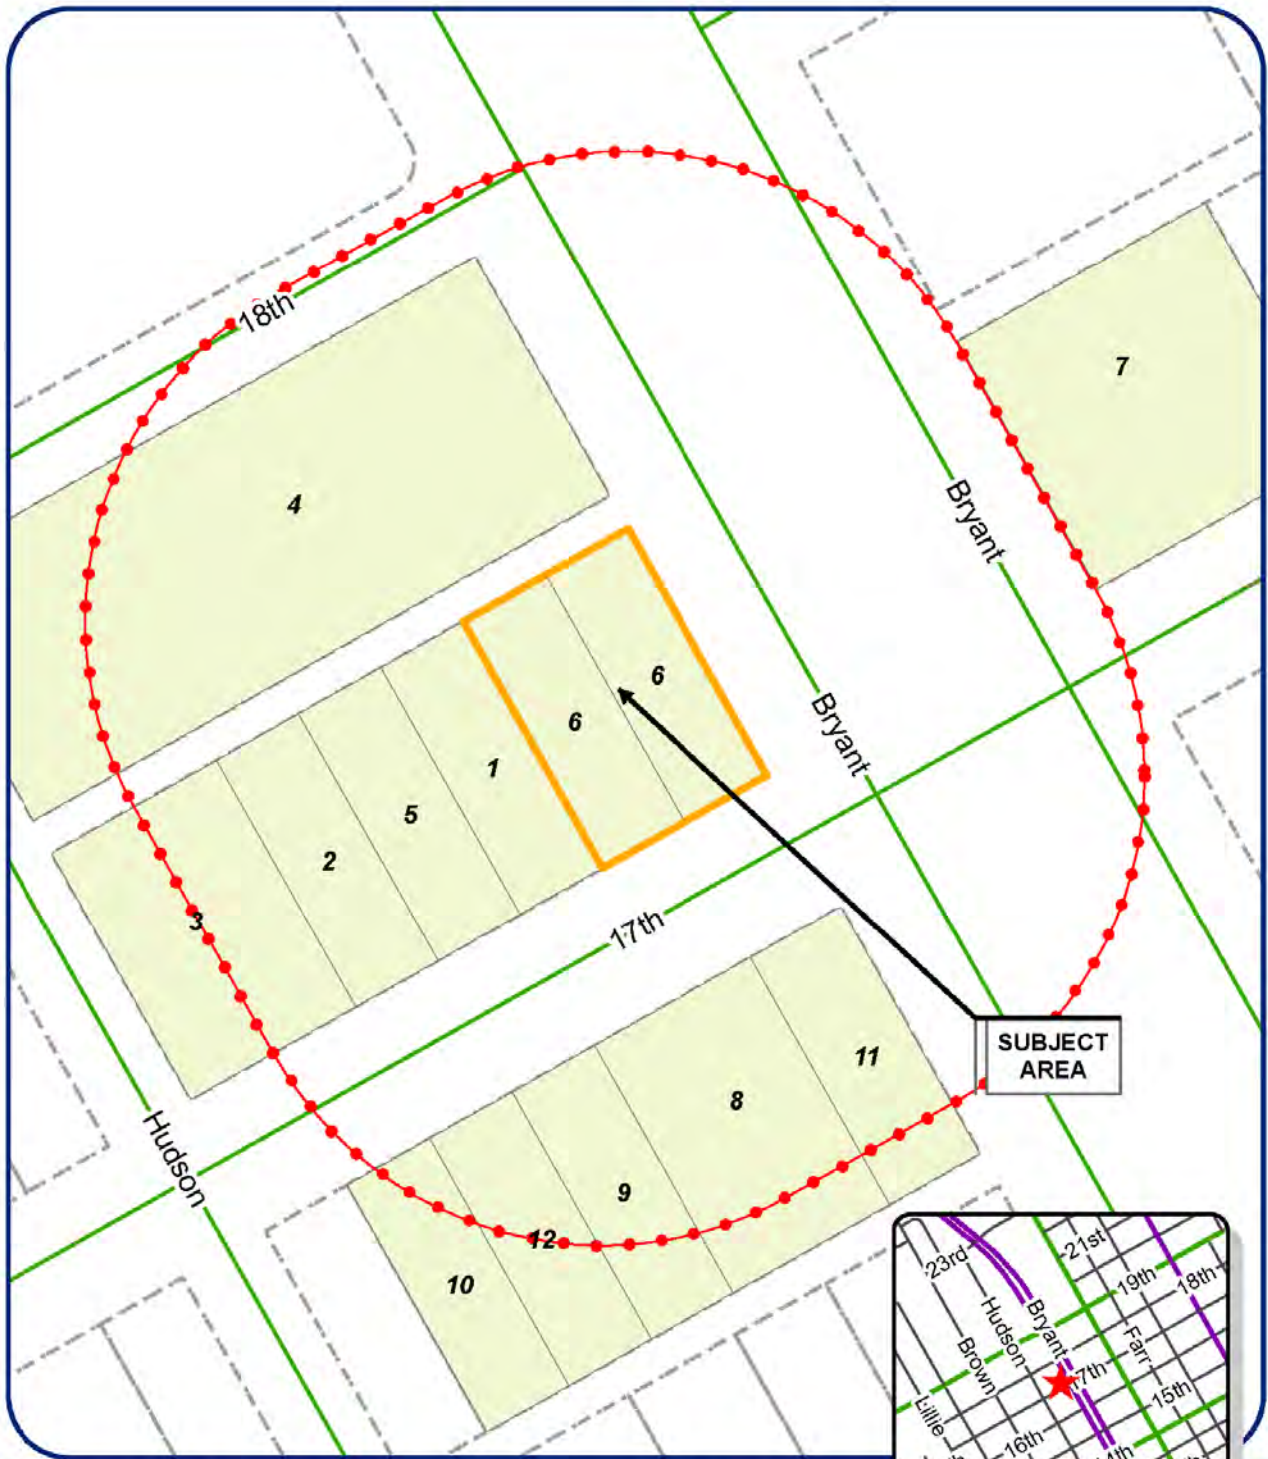 18th
7
4
Bryant
6
6
Bryant
1
5
2
3
17th
SUBJECT
AREA
11
8
Hudson
9
12
10
21st
23rd
19th
18th
Hudson
Bryant
Farr
Brown
17th
15th
Lillie
16th